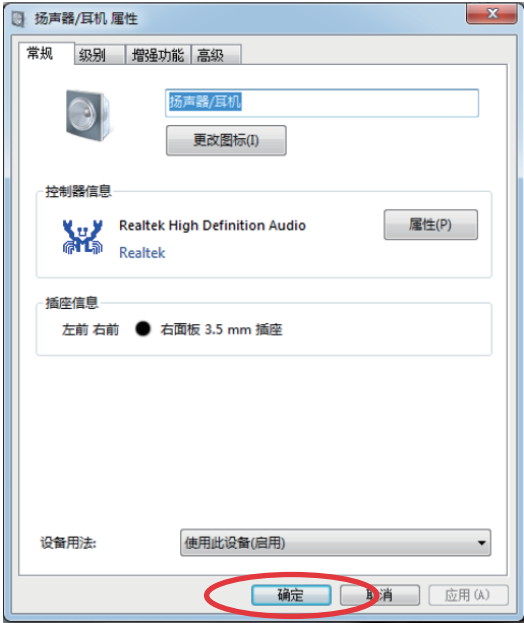 扬声器/耳机 属性
常规 级别 增强功能 高级
扬声器/耳机
更改图标(I)
控制器信息
Realtek High Definition Audio
属性(P)
Realtek
插座信息
左前 右前 右面板 3.5 mm 插座
设备用法:
使用此设备(启用)
确定 取消 应用(A)